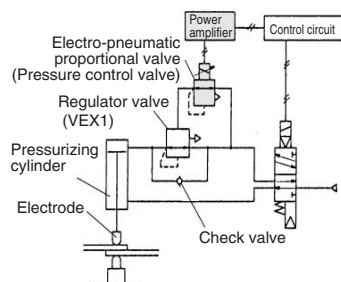 Power
amplifier
Control circuit
Electro-pneumatic
proportional valve
(Pressure control valve)
Regulator valve
(VEX1)
Pressurizing
cylinder
Electrode
Check valve